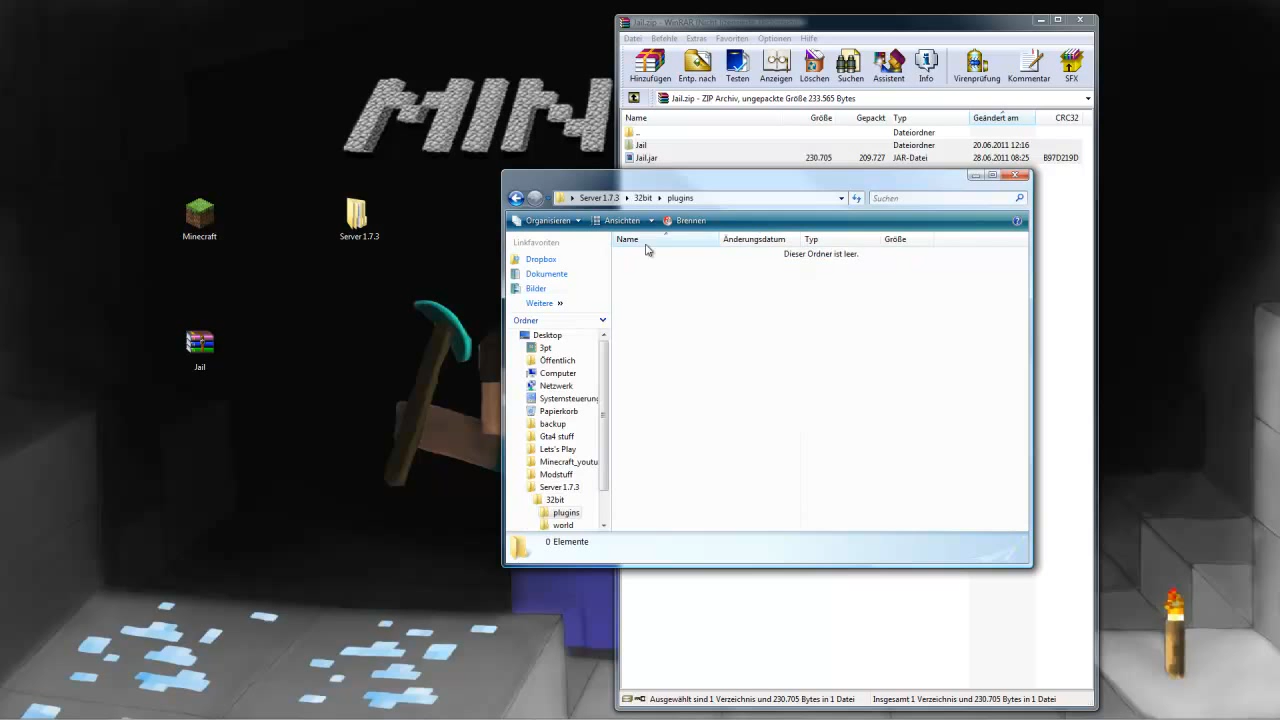 MIN
Minecraft
Server 1.7.3
Jail
Jail.zip - WinRAR
Datei Befehle Extras Favoriten Optionen Hilfe
Hinzufügen Entp. nach Testen Anzeigen Löschen Suchen Assistent Info Virenprüfung Kommentar SFX
Jail.zip - ZIP Archiv, ungepackte Größe 233.565 Bytes
Name Größe Gepackt Typ Geändert am CRC32
.. Dateiordner
Jail Dateiordner 20.06.2011 12:16
Jail.jar 230.705 209.727 JAR-Datei 28.06.2011 08:25 B97D219D
Server 1.7.3 32bit plugins Suchen
Organisieren Ansichten Brennen
Linkfavoriten
Dropbox
Dokumente
Bilder
Weitere »
Name Änderungsdatum Typ Größe
Dieser Ordner ist leer.
Ordner
Desktop
3pt
Öffentlich
Computer
Netzwerk
Systemsteuerung
Papierkorb
backup
Gta4 stuff
Let's Play
Minecraft_youtu
Modstuff
Server 1.7.3
32bit
plugins
world
0 Elemente
Ausgewählt sind 1 Verzeichnis und 230.705 Bytes in 1 Datei Insgesamt 1 Verzeichnis und 230.705 Bytes in 1 Datei